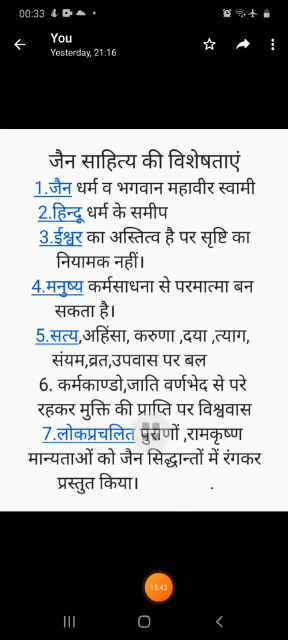 00:33
You
Yesterday, 21:16
जैन साहित्य की विशेषताएं
1.जैन धर्म व भगवान महावीर स्वामी
2.हिन्दू धर्म के समीप
3.ईश्वर का अस्तित्व है पर सृष्टि का
नियामक नहीं।
4.मनुष्य कर्मसाधना से परमात्मा बन
सकता है।
5.सत्य,अहिंसा, करुणा ,दया ,त्याग,
संयम,व्रत,उपवास पर बल
6. कर्मकाण्डो,जाति वर्णभेद से परे
रहकर मुक्ति की प्राप्ति पर विश्ववास
7.लोकप्रचलित पुराणों ,रामकृष्ण
मान्यताओं को जैन सिद्धान्तों में रंगकर
प्रस्तुत किया। .
15:43